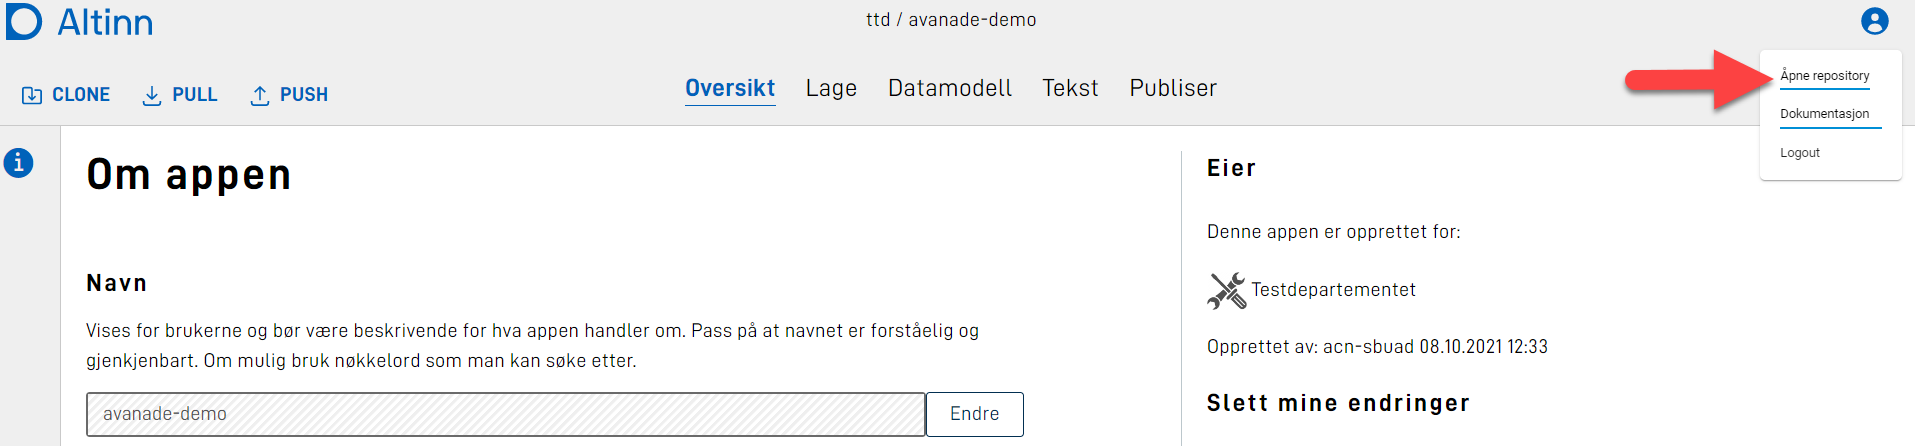 Altinn
ttd / avanade-demo
CLONE PULL PUSH
Oversikt Lage Datamodell Tekst Publiser
Åpne repository
Dokumentasjon
Logout
Om appen
Navn
Vises for brukerne og bør være beskrivende for hva appen handler om. Pass på at navnet er forståelig og
gjenkjenbart. Om mulig bruk nøkkelord som man kan søke etter.
avanade-demo Endre
Eier
Denne appen er opprettet for:
Testdepartementet
Opprettet av: acn-sbuad 08.10.2021 12:33
Slett mine endringer